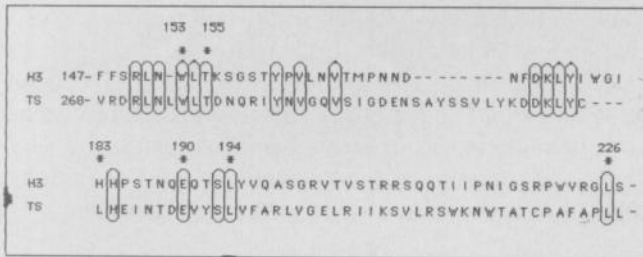 153 155
* *
H3 147- F F S R L N - W L T K S G S T Y P V L N V T M P N N D - - - - - - - - N F D K L Y I W G I
TS 268- V R D R L N L W L T D N Q R I Y N V G Q V S I G D E N S A Y S S V L Y K D D K L Y C - - -
183 190 194 226
* * * *
H3 H H P S T N Q E Q T S L Y V Q A S G R V T V S T R R S Q Q T I I P N I G S R P W V R G L S -
TS L H E I N T D E V Y S L V F A R L V G E L R I I K S V L R S W K N W T A T C P A F A P L L -